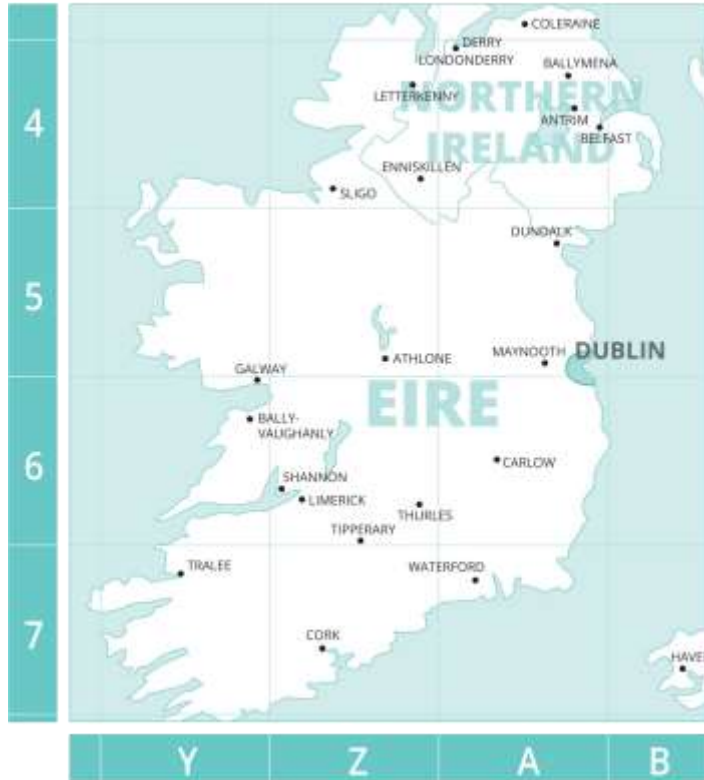 COLERAINE
DERRY
LONDONDERRY
BALLYMENA
LETTERKENNY
NORTHERN
IRELAND
4
ANTRIM
BELFAST
ENNISKILLEN
SLIGO
DUNDALK
5
ATHLONE
MAYNOOTH
DUBLIN
GALWAY
EIRE
BALLY-
VAUGHANLY
6
CARLOW
SHANNON
LIMERICK
THURLES
TIPPERARY
TRALEE
WATERFORD
7
CORK
HAVE
Y Z A B